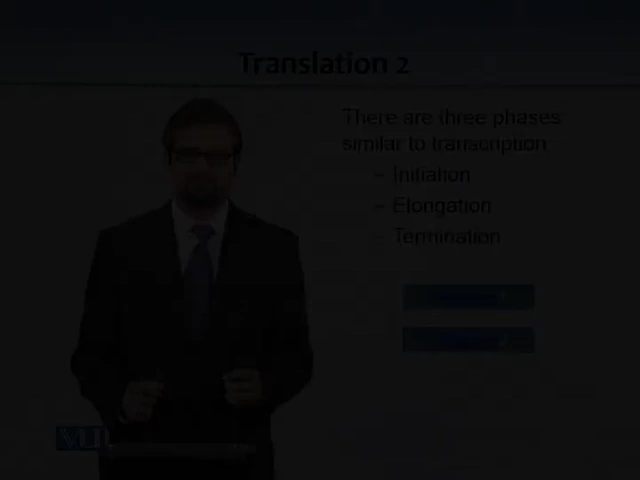 Translation 2
There are three phases
similar to transcription
– Initiation
– Elongation
– Termination